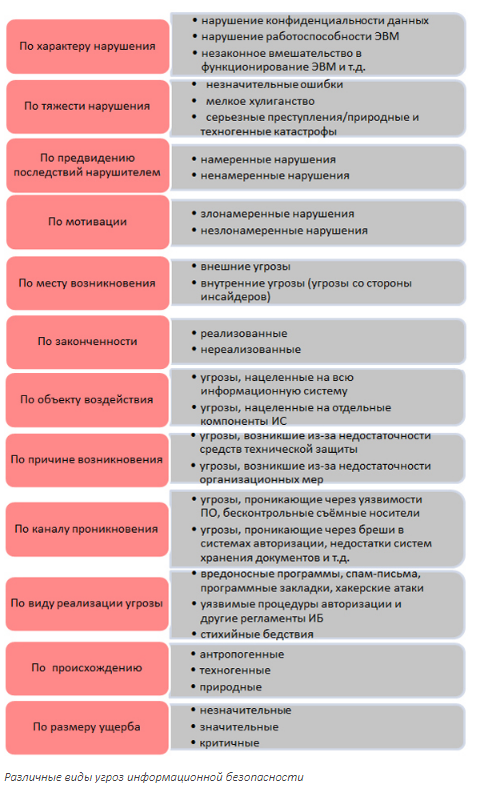 По характеру нарушения
• нарушение конфиденциальности данных
• нарушение работоспособности ЭВМ
• незаконное вмешательство в
функционирование ЭВМ и т.д.
По тяжести нарушения
• незначительные ошибки
• мелкое хулиганство
• серьезные преступления/природные и
техногенные катастрофы
По предвидению
последствий нарушителем
• намеренные нарушения
• ненамеренные нарушения
По мотивации
• злонамеренные нарушения
• незлонамеренные нарушения
По месту возникновения
• внешние угрозы
• внутренние угрозы (угрозы со стороны
инсайдеров)
По законченности
• реализованные
• нереализованные
По объекту воздействия
• угрозы, нацеленные на всю
информационную систему
• угрозы, нацеленные на отдельные
компоненты ИС
По причине возникновения
• угрозы, возникшие из-за недостаточности
средств технической защиты
• угрозы, возникшие из-за недостаточности
организационных мер
По каналу проникновения
• угрозы, проникающие через уязвимости
ПО, бесконтрольные съёмные носители
• угрозы, проникающие через бреши в
системах авторизации, недостатки систем
хранения документов и т.д.
По виду реализации угрозы
• вредоносные программы, спам-письма,
программные закладки, хакерские атаки
• уязвимые процедуры авторизации и
другие регламенты ИБ
• стихийные бедствия
По происхождению
• антропогенные
• техногенные
• природные
По размеру ущерба
• незначительные
• значительные
• критичные
Различные виды угроз информационной безопасности